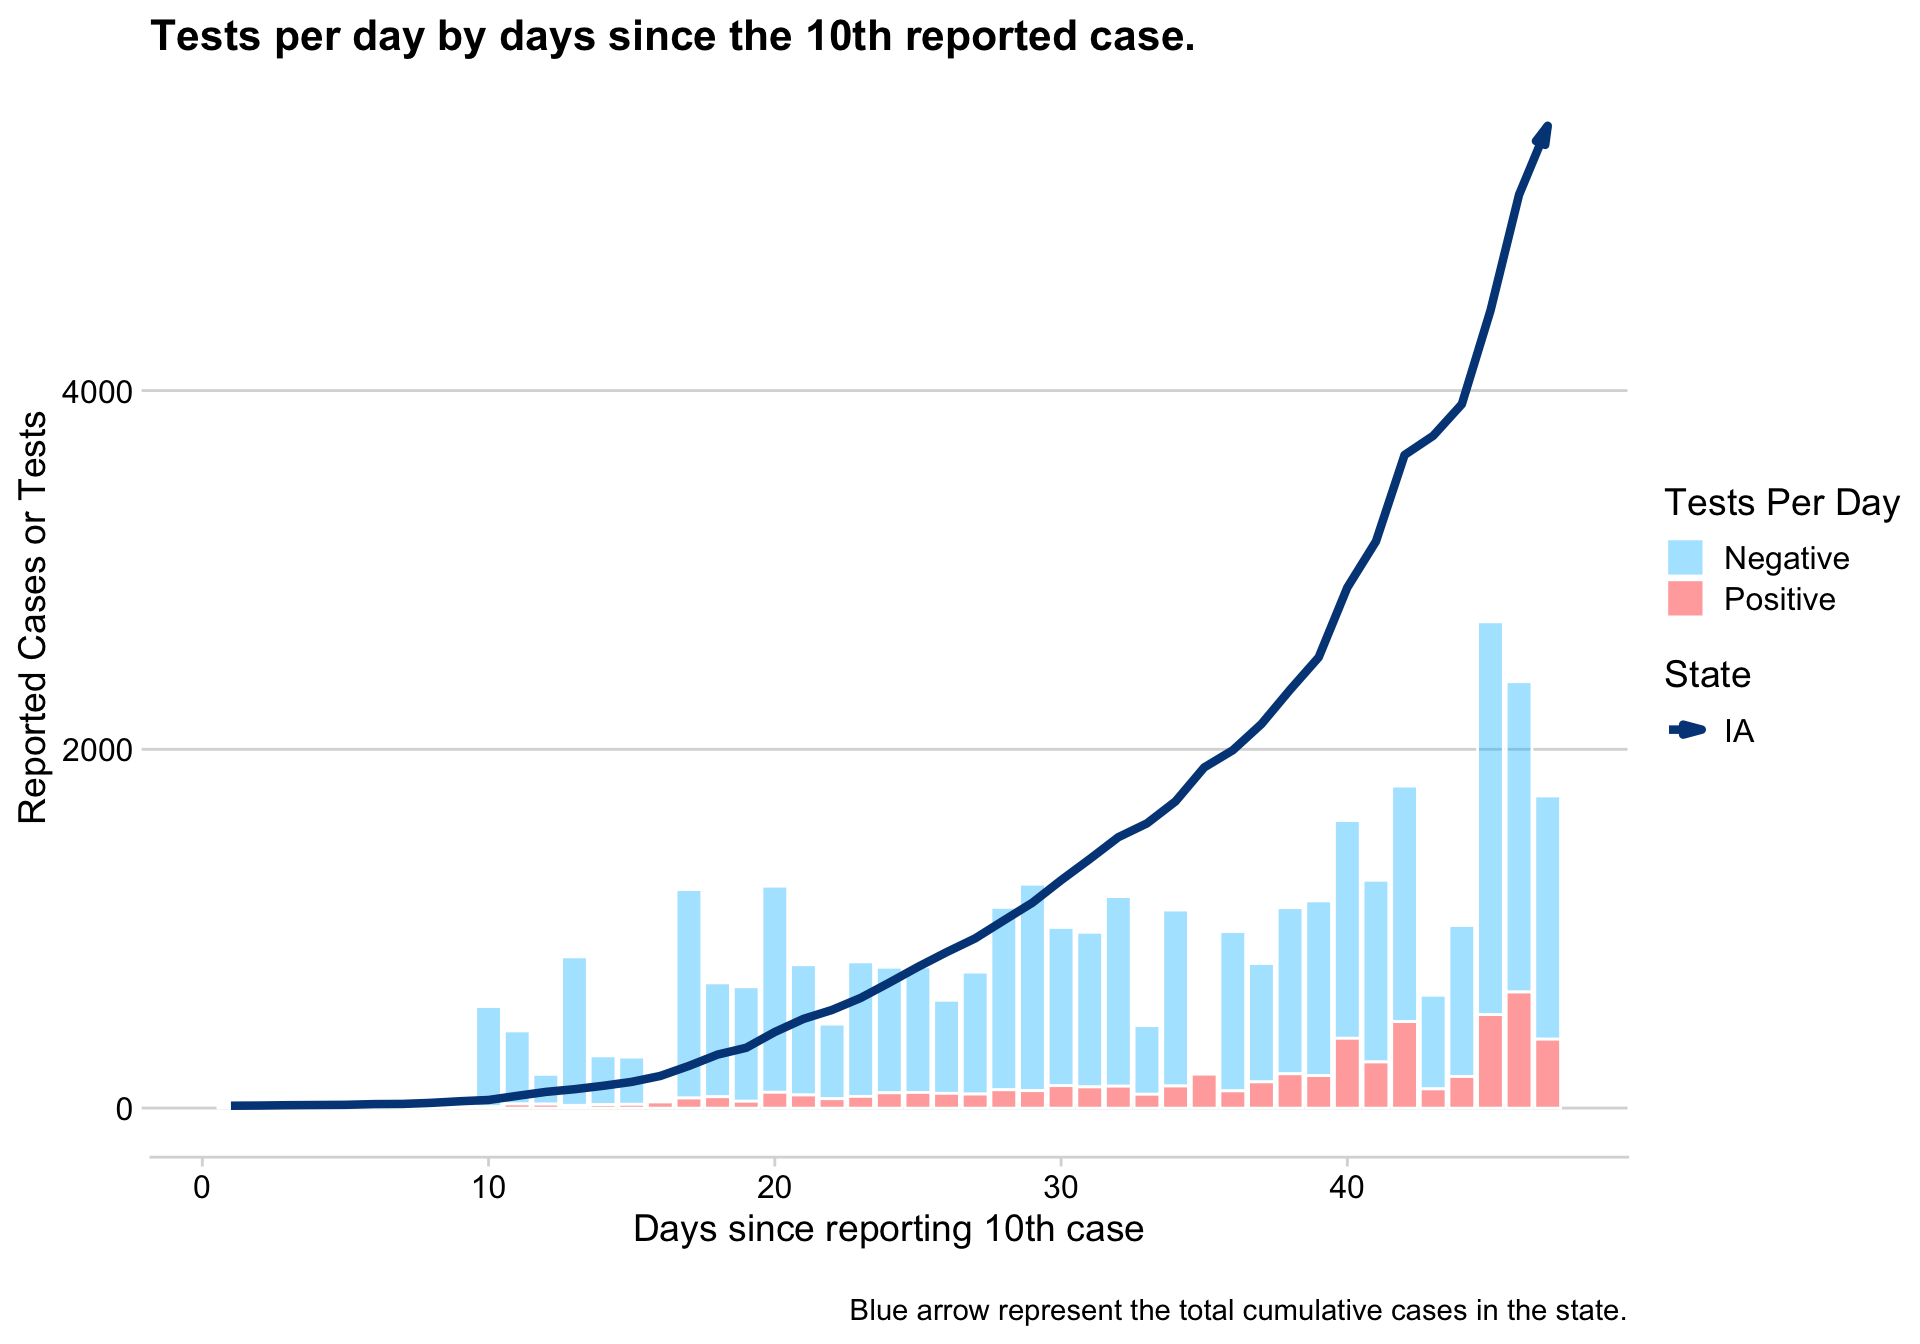 Tests per day by days since the 10th reported case.
Reported Cases or Tests
4000
2000
0
0 10 20 30 40
Days since reporting 10th case
Tests Per Day
Negative
Positive
State
IA
Blue arrow represent the total cumulative cases in the state.